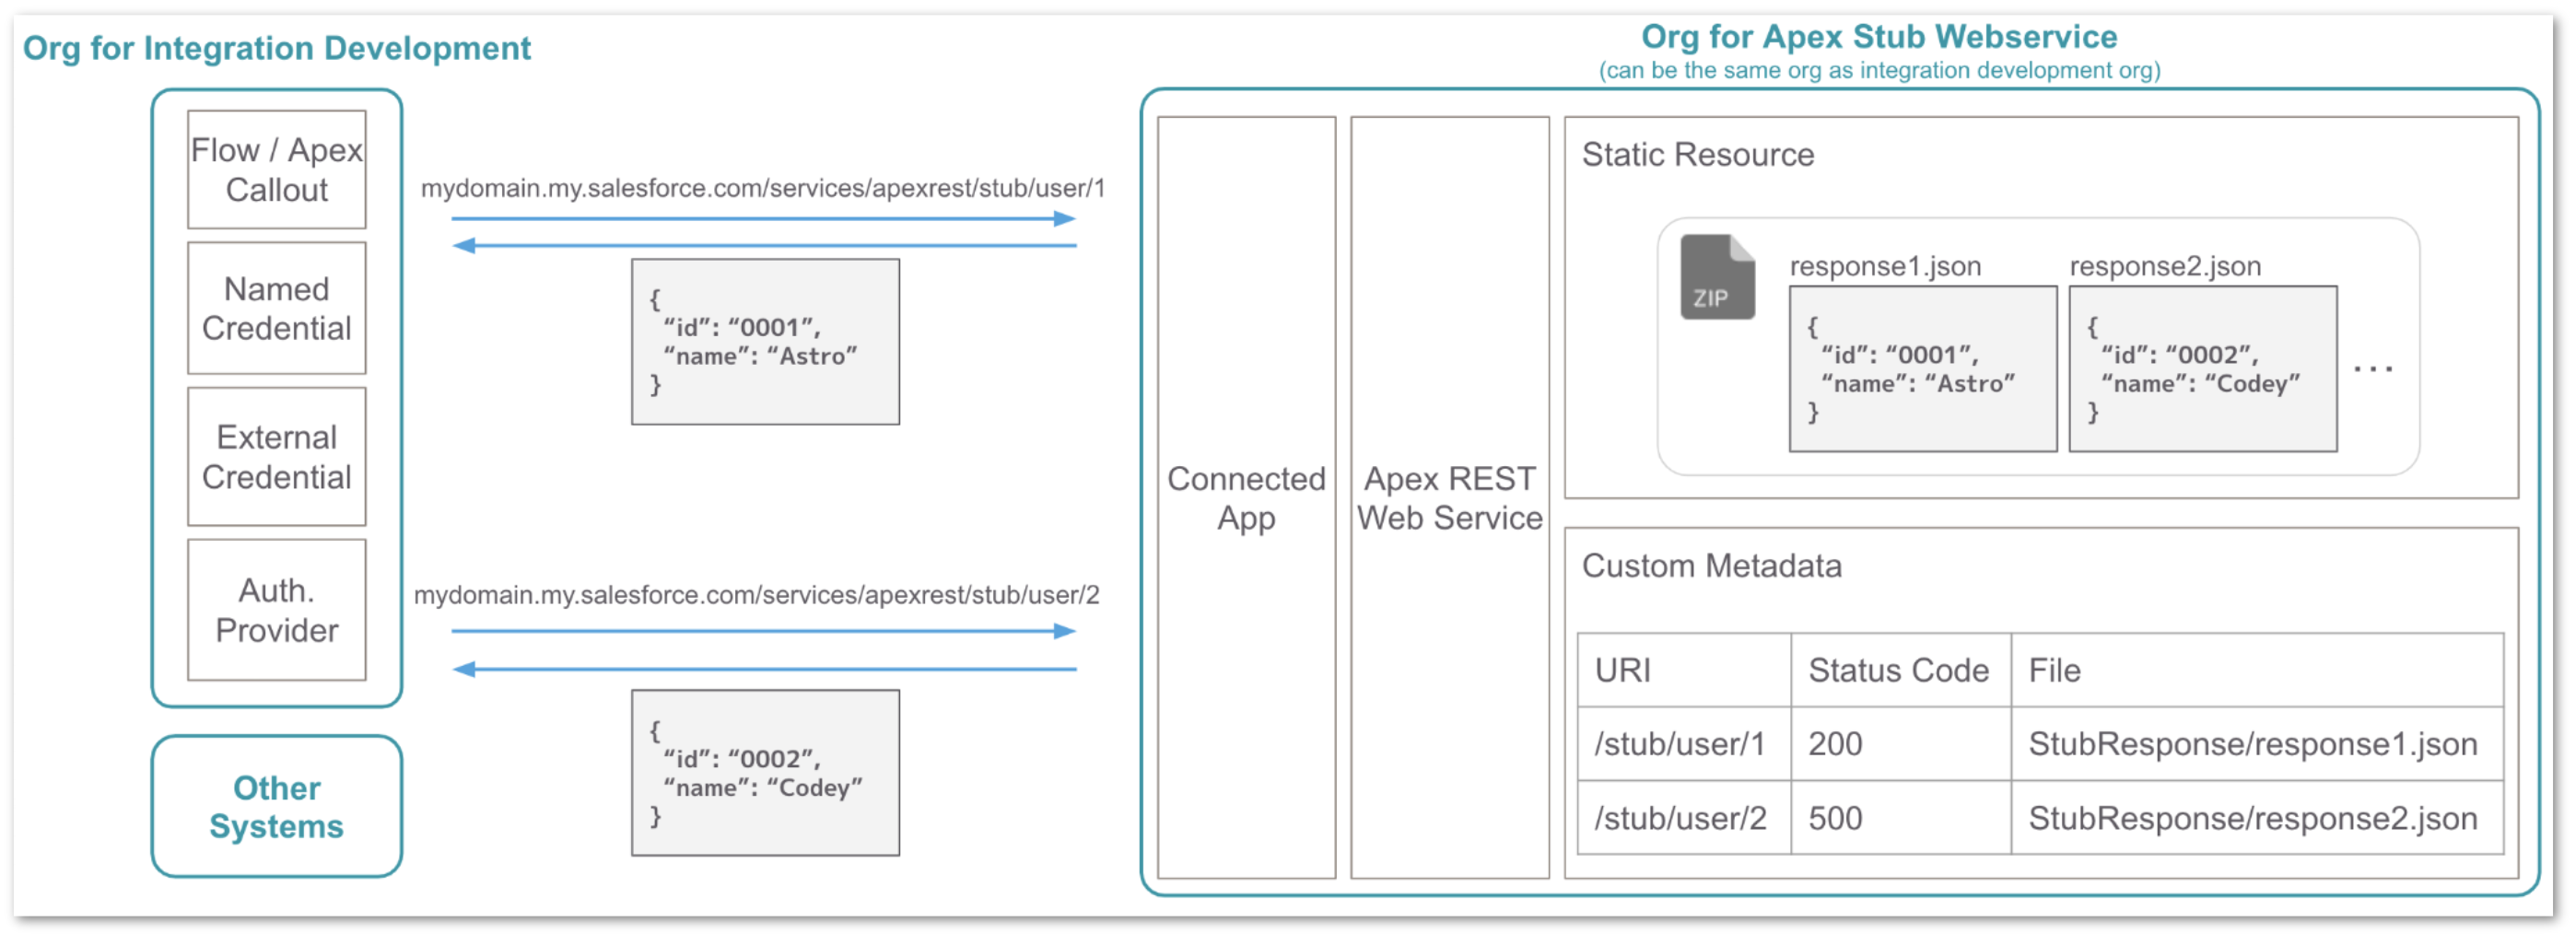 Org for Integration Development
Flow / Apex
Callout
Named
Credential
External
Credential
Auth.
Provider
Other
Systems
mydomain.my.salesforce.com/services/apexrest/stub/user/1
{
“id”: “0001”,
“name”: “Astro”
}
mydomain.my.salesforce.com/services/apexrest/stub/user/2
{
“id”: “0002”,
“name”: “Codey”
}
Org for Apex Stub Webservice
(can be the same org as integration development org)
Connected
App
Apex REST
Web Service
Static Resource
ZIP
response1.json
{
“id”: “0001”,
“name”: “Astro”
}
response2.json
{
“id”: “0002”,
“name”: “Codey”
}
...
Custom Metadata
URI Status Code File
/stub/user/1 200 StubResponse/response1.json
/stub/user/2 500 StubResponse/response2.json